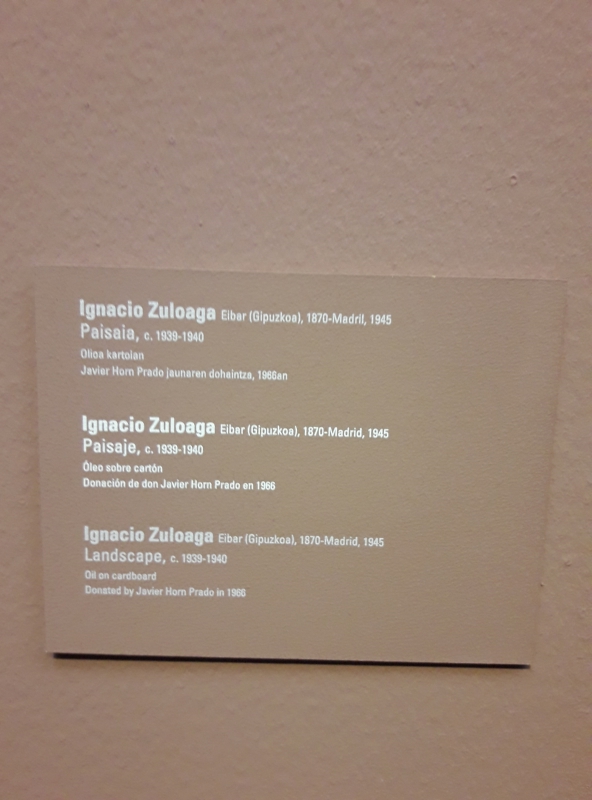 Ignacio Zuloaga Eibar (Gipuzkoa), 1870-Madril, 1945
Paisaia, c. 1939-1940
Olioa kartoian
Javier Horn Prado jaunaren dohaintza, 1966an
Ignacio Zuloaga Eibar (Gipuzkoa), 1870-Madrid, 1945
Paisaje, c. 1939-1940
Óleo sobre cartón
Donación de don Javier Horn Prado en 1966
Ignacio Zuloaga Eibar (Gipuzkoa), 1870-Madrid, 1945
Landscape, c. 1939-1940
Oil on cardboard
Donated by Javier Horn Prado in 1966